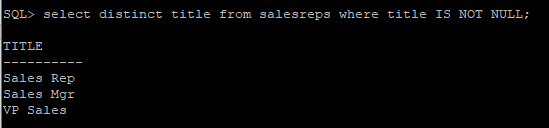 SQL> select distinct title from salesreps where title IS NOT NULL;
TITLE
----------
Sales Rep
Sales Mgr
VP Sales